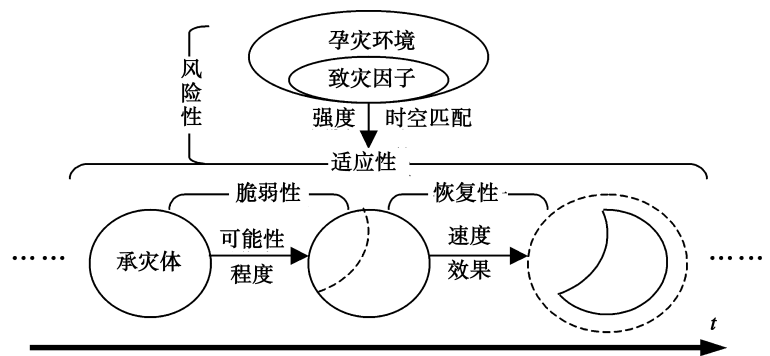 孕灾环境
致灾因子
风险性
强度 时空匹配
适应性
脆弱性 恢复性
承灾体 可能性 速度
程度 效果
…… ……
t